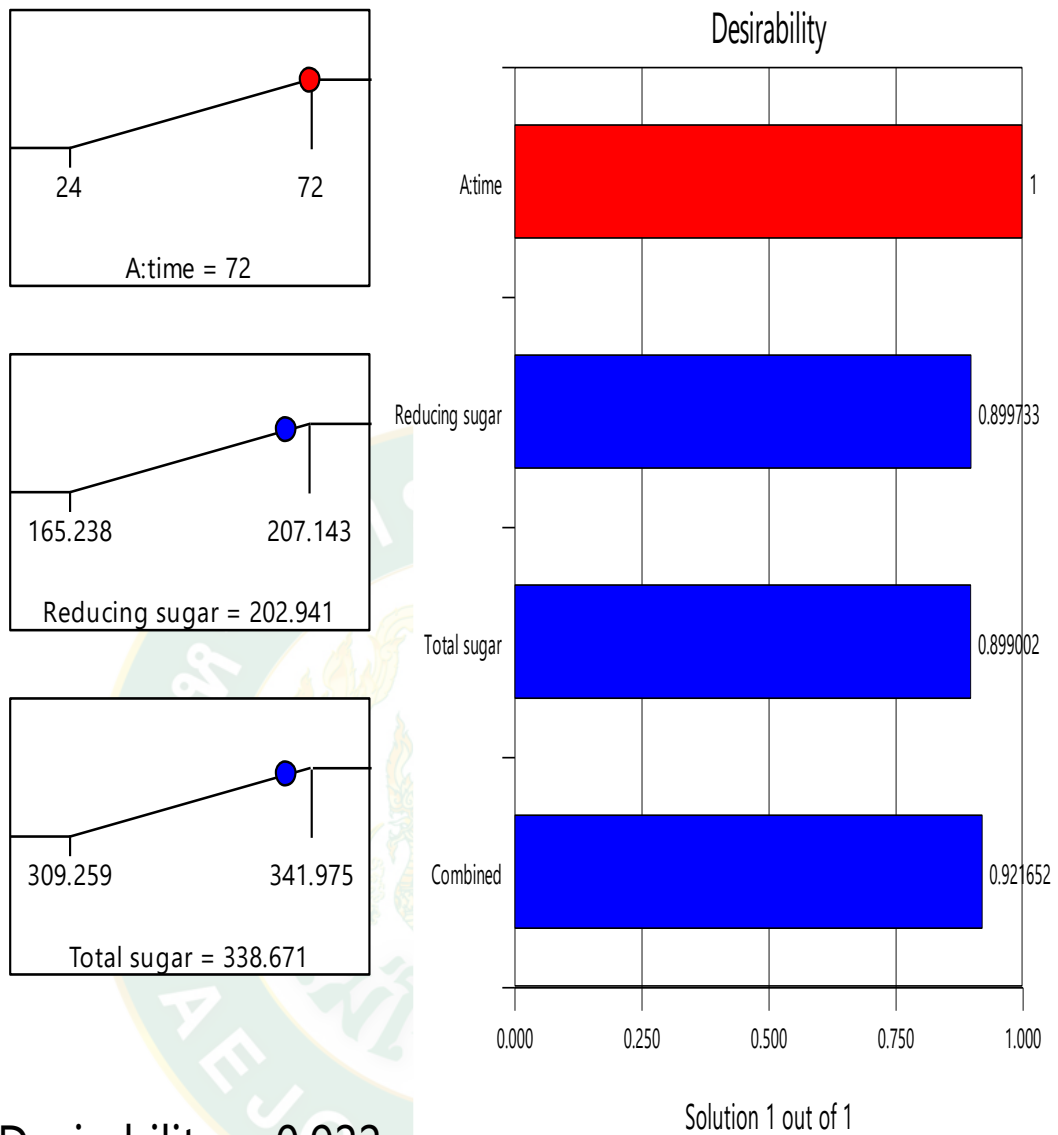 24
72
A:time = 72
165.238
207.143
Reducing sugar = 202.941
309.259
341.975
Total sugar = 338.671
Desirability
A:time
1
Reducing sugar
0.899733
Total sugar
0.899002
Combined
0.921652
0.000
0.250
0.500
0.750
1.000
Solution 1 out of 1